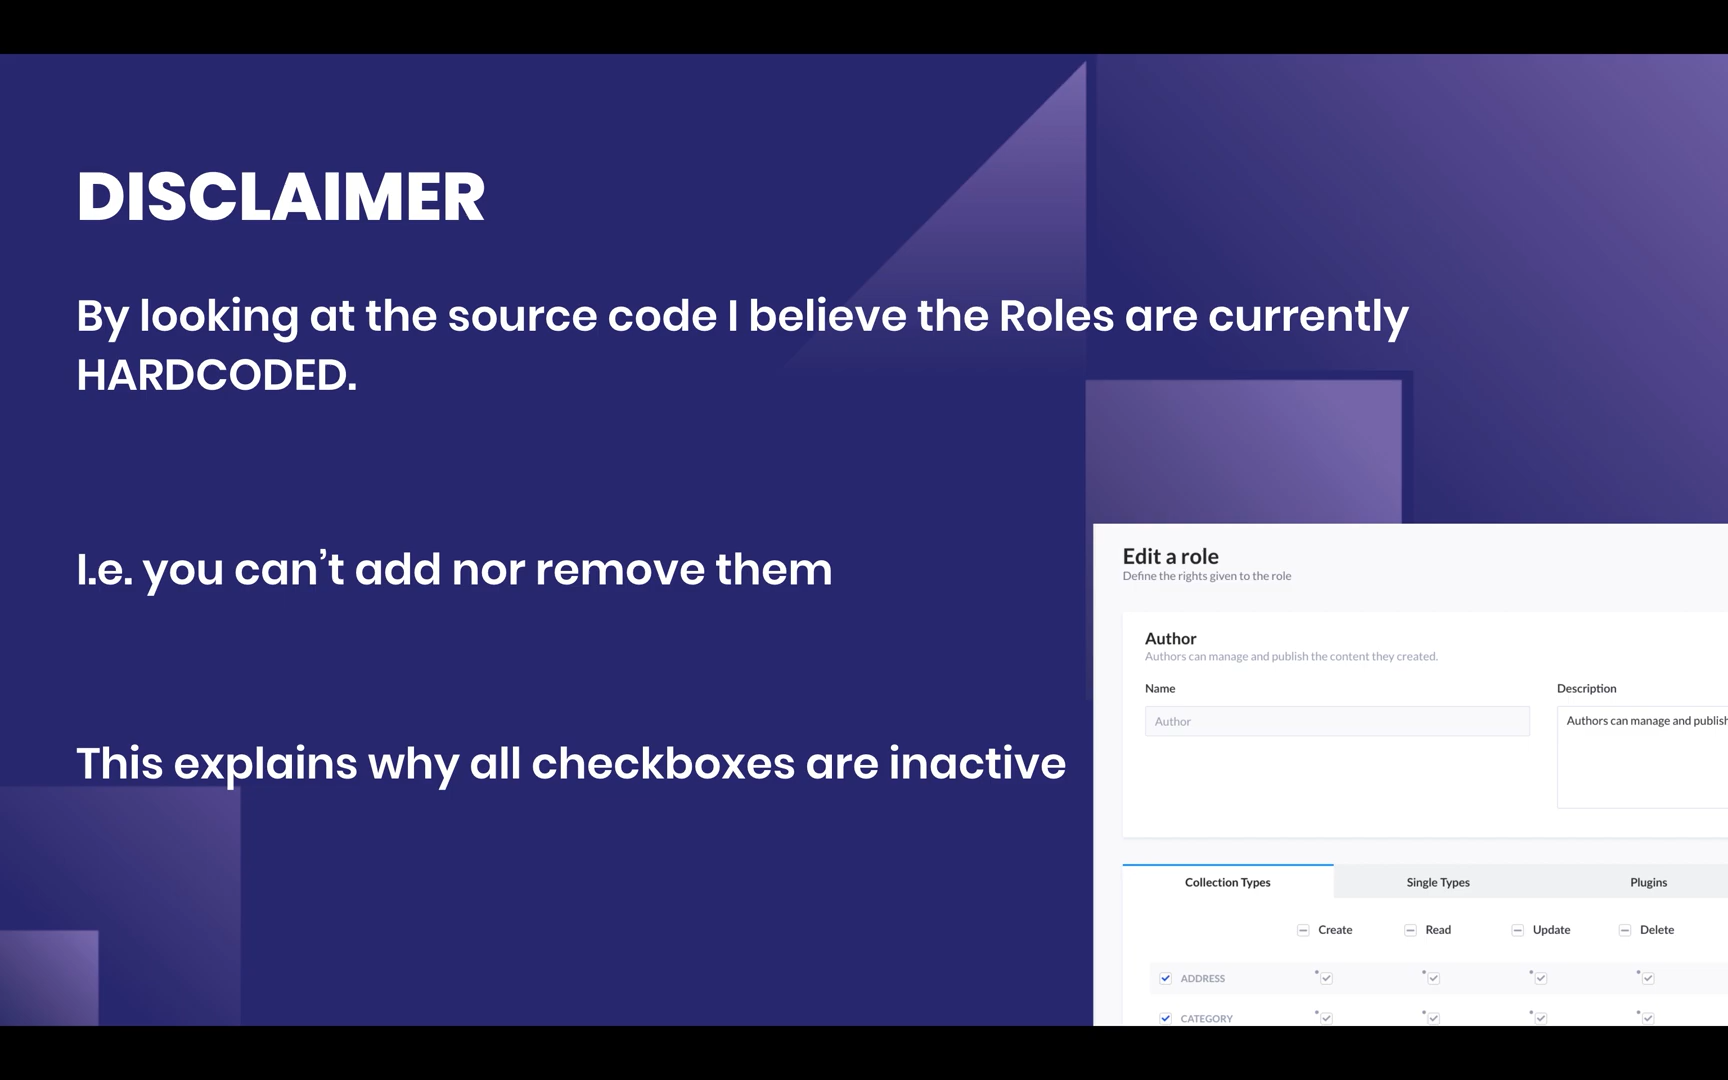 DISCLAIMER
By looking at the source code I believe the Roles are currently
HARDCODED.
I.e. you can’t add nor remove them
This explains why all checkboxes are inactive
Edit a role
Define the rights given to the role
Author
Authors can manage and publish the content they created.
Name
Description
Author
Authors can manage and publish
Collection Types
Single Types
Plugins
Create
Read
Update
Delete
ADDRESS
CATEGORY